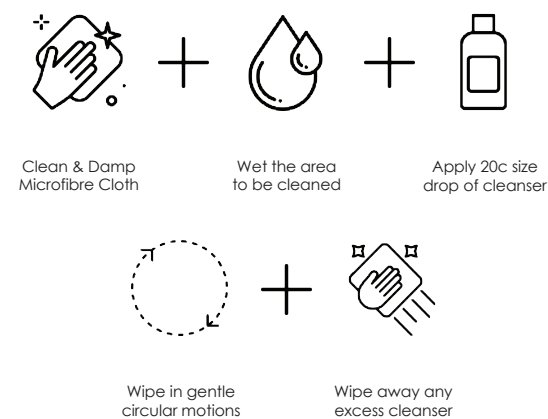 Clean & Damp
Microfibre Cloth
Wet the area
to be cleaned
Apply 20c size
drop of cleanser
Wipe in gentle
circular motions
Wipe away any
excess cleanser